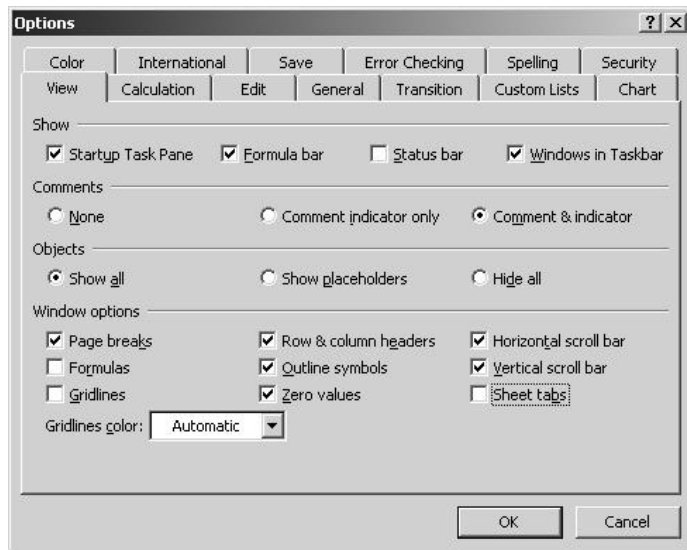 Options
Color International Save Error Checking Spelling Security
View Calculation Edit General Transition Custom Lists Chart
Show
Startup Task Pane Formula bar Status bar Windows in Taskbar
Comments
None Comment indicator only Comment & indicator
Objects
Show all Show placeholders Hide all
Window options
Page breaks Row & column headers Horizontal scroll bar
Formulas Outline symbols Vertical scroll bar
Gridlines Zero values Sheet tabs
Gridlines color: Automatic
OK Cancel